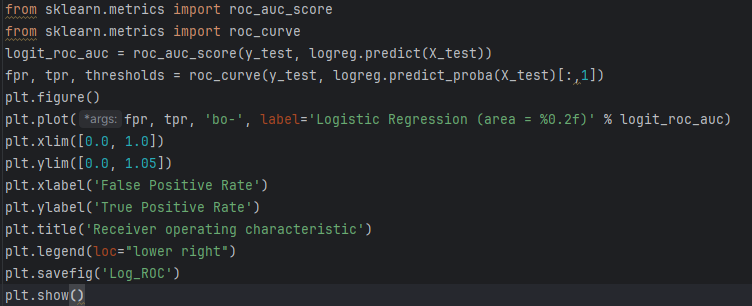 from sklearn.metrics import roc_auc_score
from sklearn.metrics import roc_curve
logit_roc_auc = roc_auc_score(y_test, logreg.predict(X_test))
fpr, tpr, thresholds = roc_curve(y_test, logreg.predict_proba(X_test)[:,1])
plt.figure()
plt.plot( *args: fpr, tpr, 'bo-', label='Logistic Regression (area = %0.2f)' % logit_roc_auc)
plt.xlim([0.0, 1.0])
plt.ylim([0.0, 1.05])
plt.xlabel('False Positive Rate')
plt.ylabel('True Positive Rate')
plt.title('Receiver operating characteristic')
plt.legend(loc="lower right")
plt.savefig('Log_ROC')
plt.show()